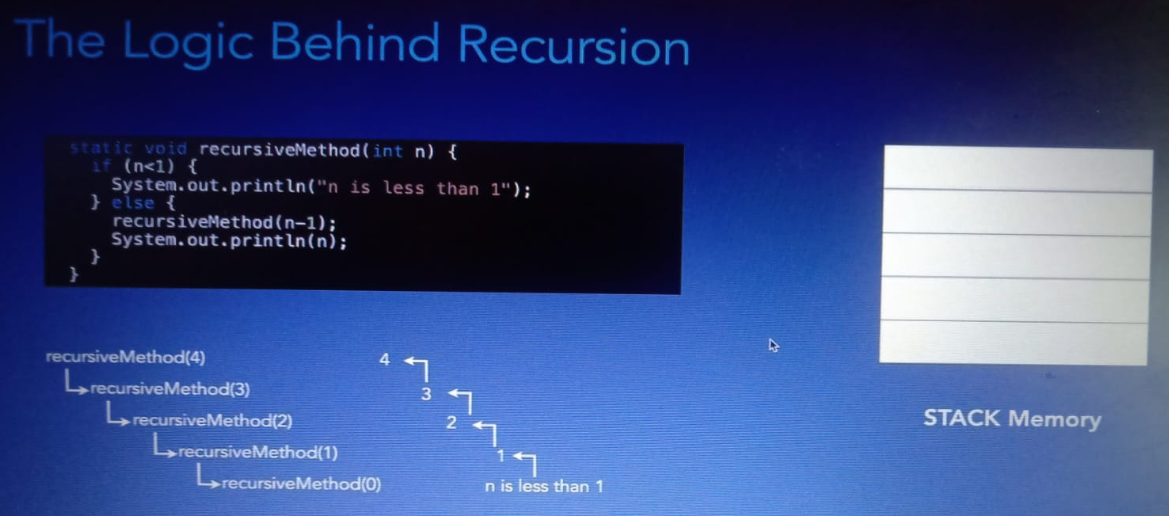 The Logic Behind Recursion
static void recursiveMethod(int n) {
if (n<1) {
System.out.println("n is less than 1");
} else {
recursiveMethod(n-1);
System.out.println(n);
}
}
recursiveMethod(4)
recursiveMethod(3)
recursiveMethod(2)
recursiveMethod(1)
recursiveMethod(0)
4
3
2
1
n is less than 1
STACK Memory